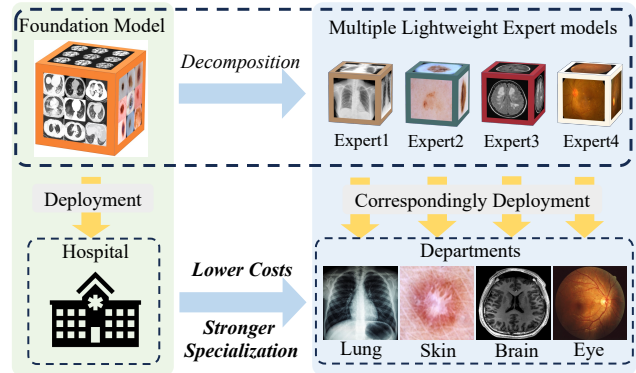 Foundation Model
Multiple Lightweight Expert models
Decomposition
Expert1
Expert2
Expert3
Expert4
Deployment
Correspondingly Deployment
Hospital
Lower Costs
Stronger
Specialization
Departments
Lung
Skin
Brain
Eye